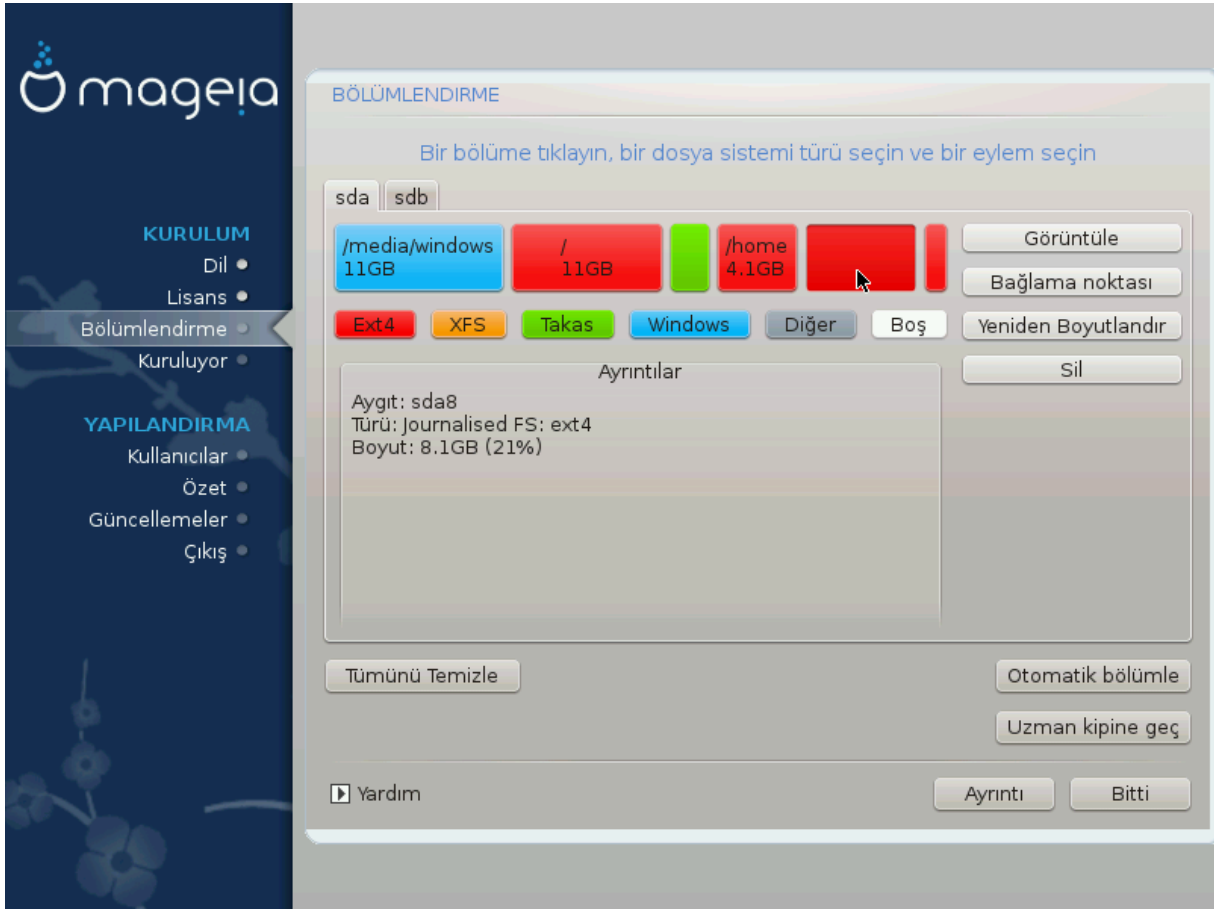 mageia
KURULUM
Dil
Lisans
Bölümlendirme
Kuruluyor
YAPILANDIRMA
Kullanıcılar
Özet
Güncellemeler
Çıkış
BÖLÜMLENDIRME
Bir bölüme tıklayın, bir dosya sistemi türü seçin ve bir eylem seçin
sda sdb
/media/windows
11GB
/
11GB
/home
4.1GB
Ext4 XFS Takas Windows Diğer Boş
Ayrıntılar
Aygıt: sda8
Türü: Journalised FS: ext4
Boyut: 8.1GB (21%)
Görüntüle
Bağlama noktası
Yeniden Boyutlandır
Sil
Tümünü Temizle
Otomatik bölümle
Uzman kipine geç
Yardım
Ayrıntı
Bitti